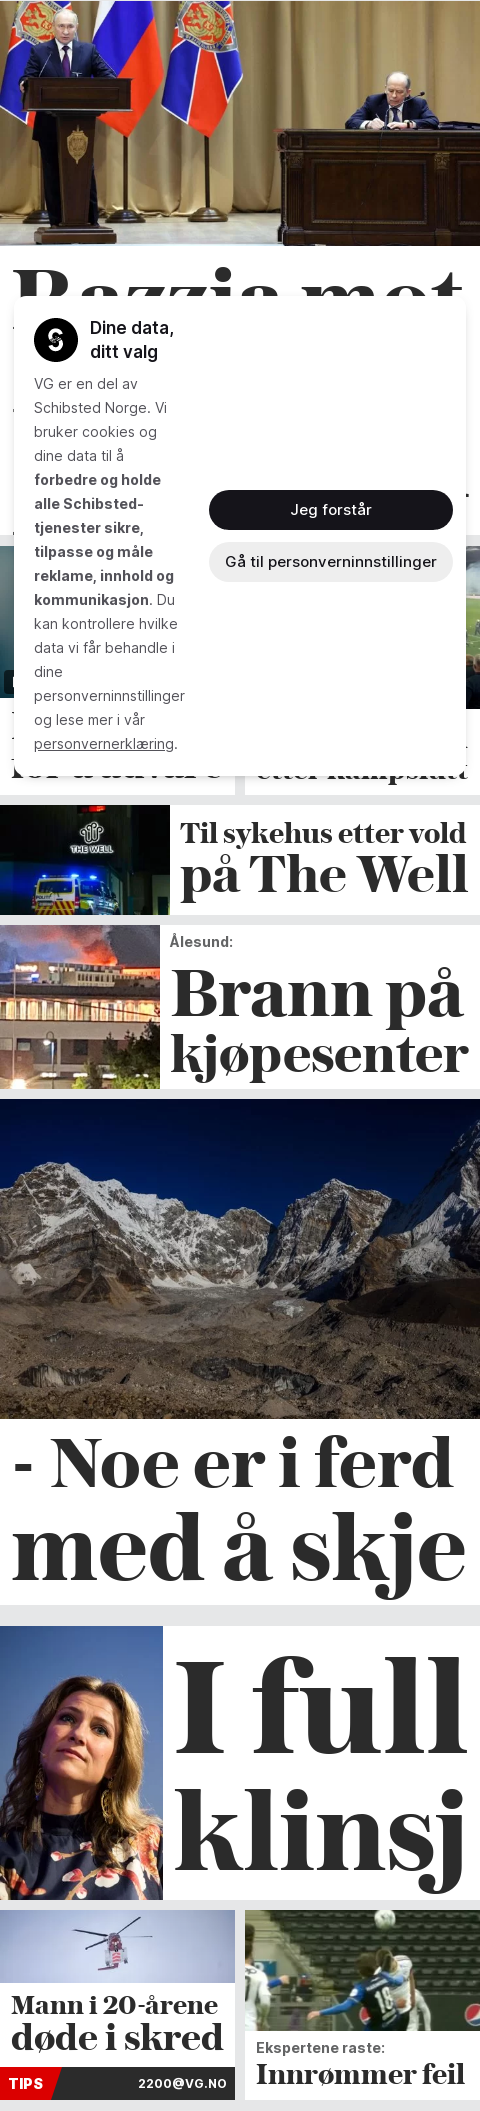 Razzia mot
Dine data,
ditt valg
VG er en del av
Schibsted Norge. Vi
bruker cookies og
dine data til å
forbedre og holde
alle Schibsted-
tjenester sikre,
tilpasse og måle
reklame, innhold og
kommunikasjon. Du
kan kontrollere hvilke
data vi får behandle i
dine
personverninnstillinger
og lese mer i vår
personvernerklæring.
Jeg forstår
Gå til personverninnstillinger
Til sykehus etter vold
på The Well
THE WELL
Ålesund:
Brann på
kjøpesenter
- Noe er i ferd
med å skje
I full
klinsj
Mann i 20-årene
døde i skred
TIPS
2200@VG.NO
19
Ekspertene raste:
Innrømmer feil